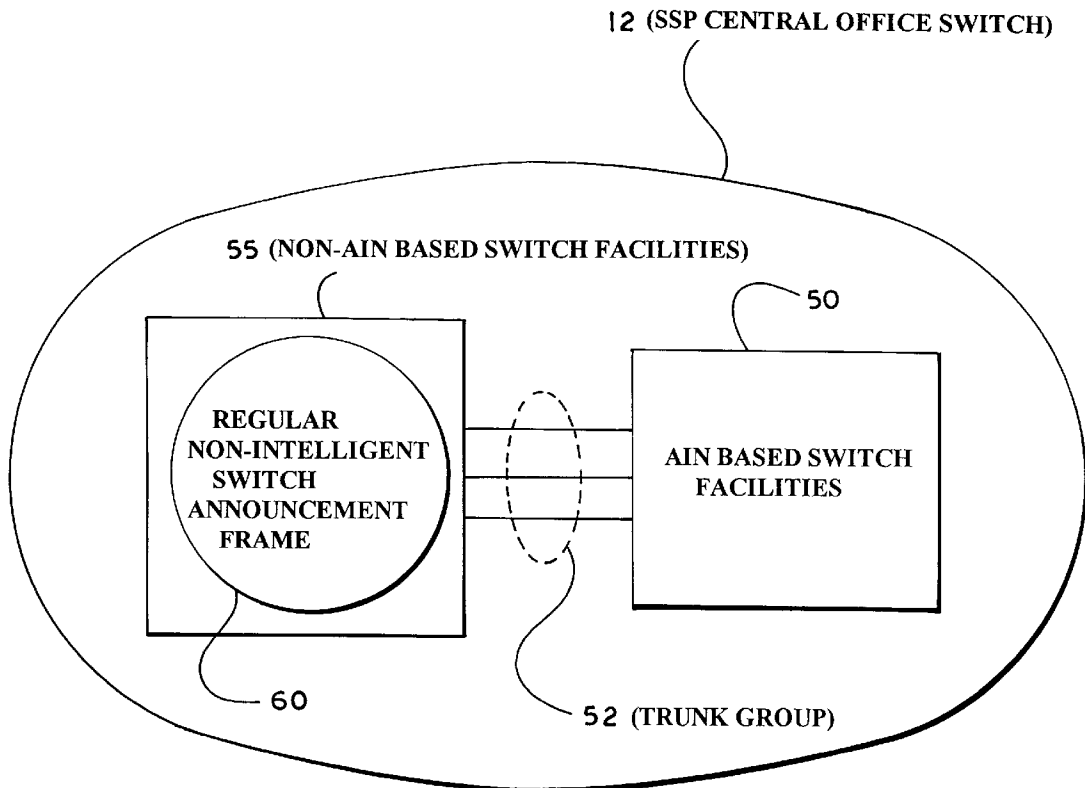 12 (SSP CENTRAL OFFICE SWITCH)
55 (NON-AIN BASED SWITCH FACILITIES)
50
REGULAR
NON-INTELLIGENT
SWITCH
ANNOUNCEMENT
FRAME
AIN BASED SWITCH
FACILITIES
60
52 (TRUNK GROUP)